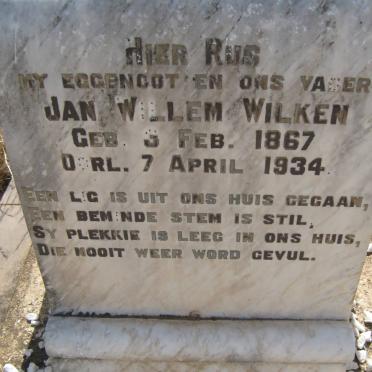 HIER RUS
MY EGGENOOT EN ONS VADER
JAN WILLEM WILKEN
GEB. 3 FEB. 1867
OORL. 7 APRIL 1934
EEN LIG IS UIT ONS HUIS GEGAAN,
EEN BEMINDE STEM IS STIL,
SY PLEKKIE IS LEEG IN ONS HUIS,
DIE NOOIT WEER WORD GEVUL.